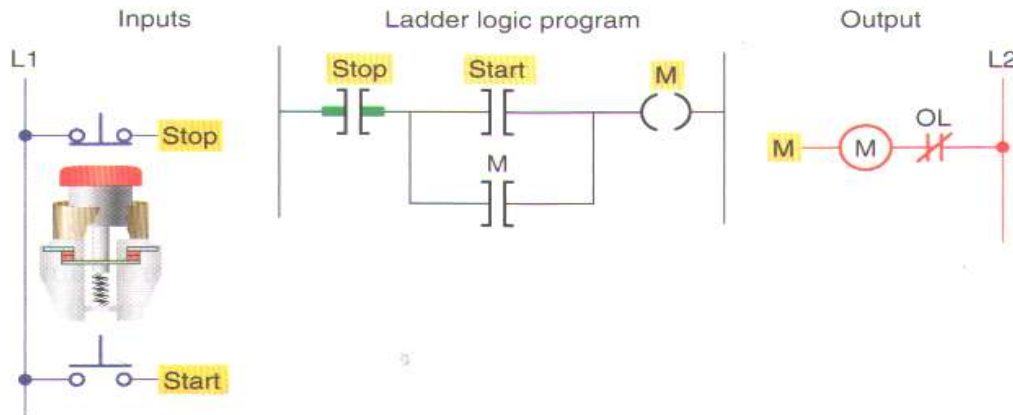 Inputs
Ladder logic program
Output
L1
Stop
Start
M
L2
Stop
OL
M
M
M
Start